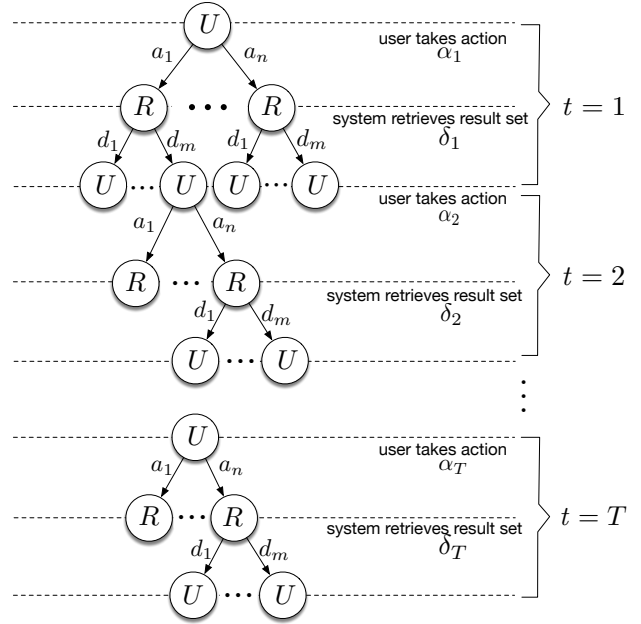 U
user takes action
a₁ aₙ α₁
R ... R t = 1
system retrieves result set
d₁ dₘ d₁ dₘ δ₁
U ... U U ... U
user takes action
a₁ aₙ α₂
R ... R t = 2
system retrieves result set
d₁ dₘ δ₂
U ... U
⋮
U
user takes action
a₁ aₙ α_T
R ... R t = T
system retrieves result set
d₁ dₘ δ_T
U ... U